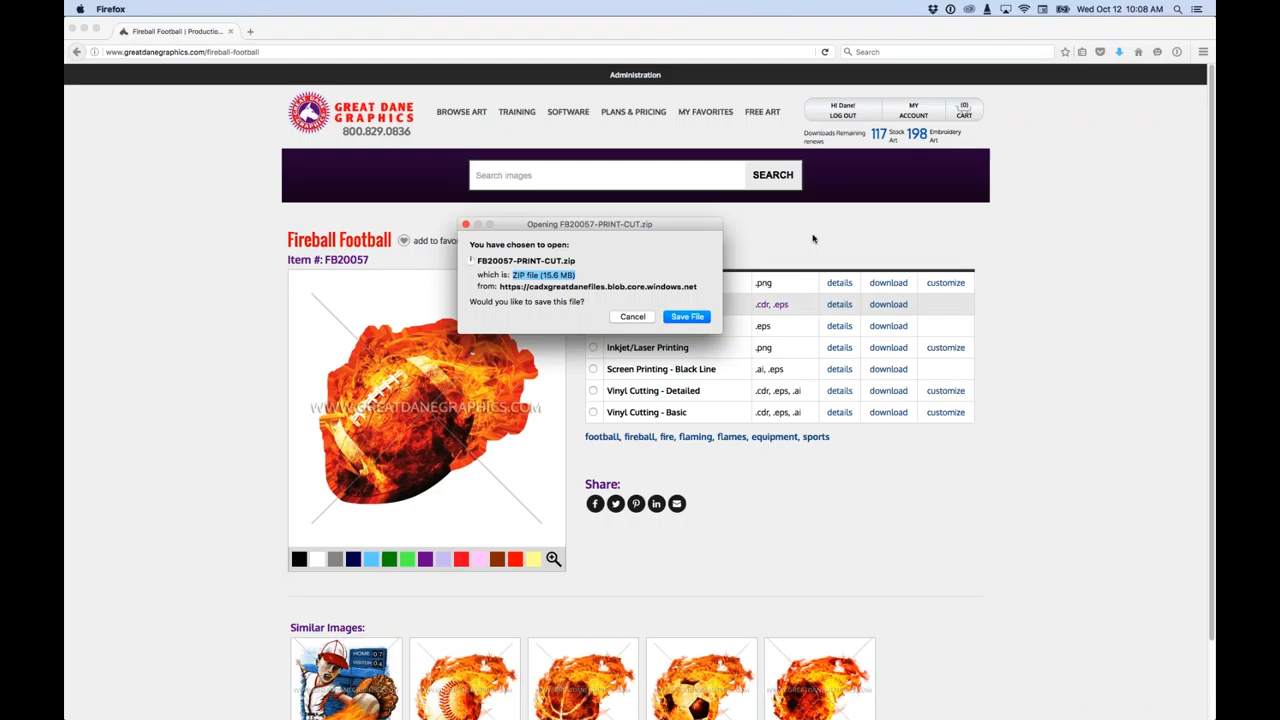 Firefox
Wed Oct 12 10:08 AM
Fireball Football | Productio...
www.greatdanegraphics.com/fireball-football
Search
Administration
GREAT DANE
GRAPHICS
800.829.0836
BROWSE ART
TRAINING
SOFTWARE
PLANS & PRICING
MY FAVORITES
FREE ART
Hi Dane!
LOG OUT
MY
ACCOUNT
(0)
CART
Downloads Remaining
renews
117 Stock Art
198 Embroidery Art
Search images
SEARCH
Opening FB20057-PRINT-CUT.zip
You have chosen to open:
FB20057-PRINT-CUT.zip
which is: ZIP file (15.6 MB)
from: https://cadxgreatdanefiles.blob.core.windows.net
Would you like to save this file?
Cancel
Save File
Fireball Football
add to favo
Item #: FB20057
.png details download customize
.cdr, .eps details download
.eps details download
Inkjet/Laser Printing .png details download customize
Screen Printing - Black Line .ai, .eps details download
Vinyl Cutting - Detailed .cdr, .eps, .ai details download customize
Vinyl Cutting - Basic .cdr, .eps, .ai details download customize
WWW.GREATDANEGRAPHICS.COM
football, fireball, fire, flaming, flames, equipment, sports
Share:
Similar Images:
HOME 07
VISITOR 04